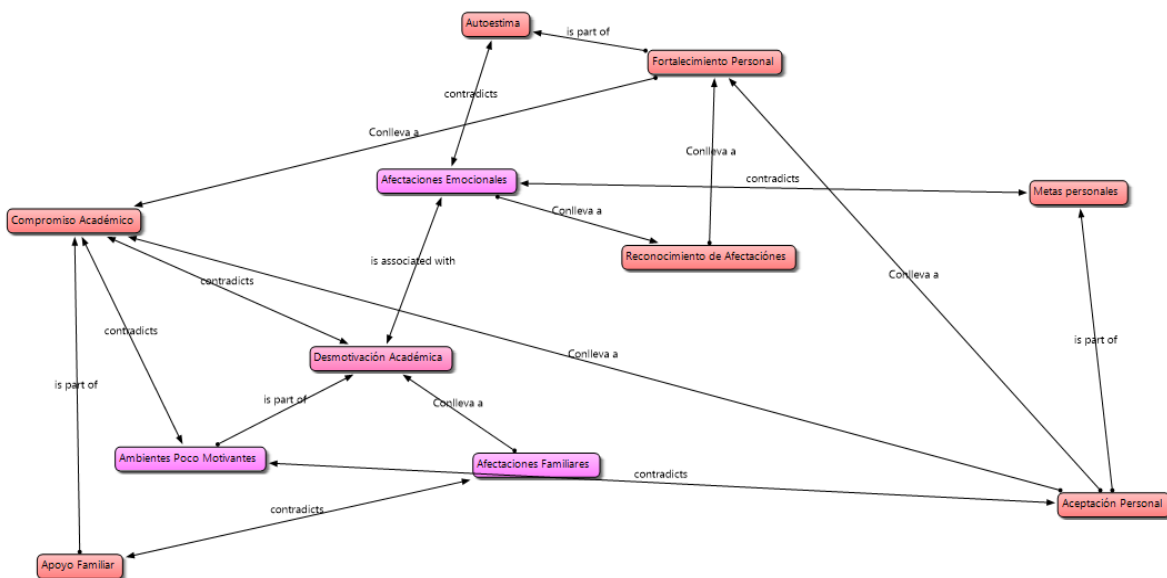 Autoestima
is part of
Fortalecimiento Personal
contradicts
Conlleva a
Conlleva a
Afectaciones Emocionales
contradicts
Metas personales
Conlleva a
Compromiso Académico
Reconocimiento de Afectaciónes
is associated with
contradicts
Conlleva a
contradicts
Desmotivación Académica
Conlleva a
is part of
is part of
is part of
Conlleva a
Ambientes Poco Motivantes
Afectaciones Familiares
contradicts
Aceptación Personal
contradicts
Apoyo Familiar